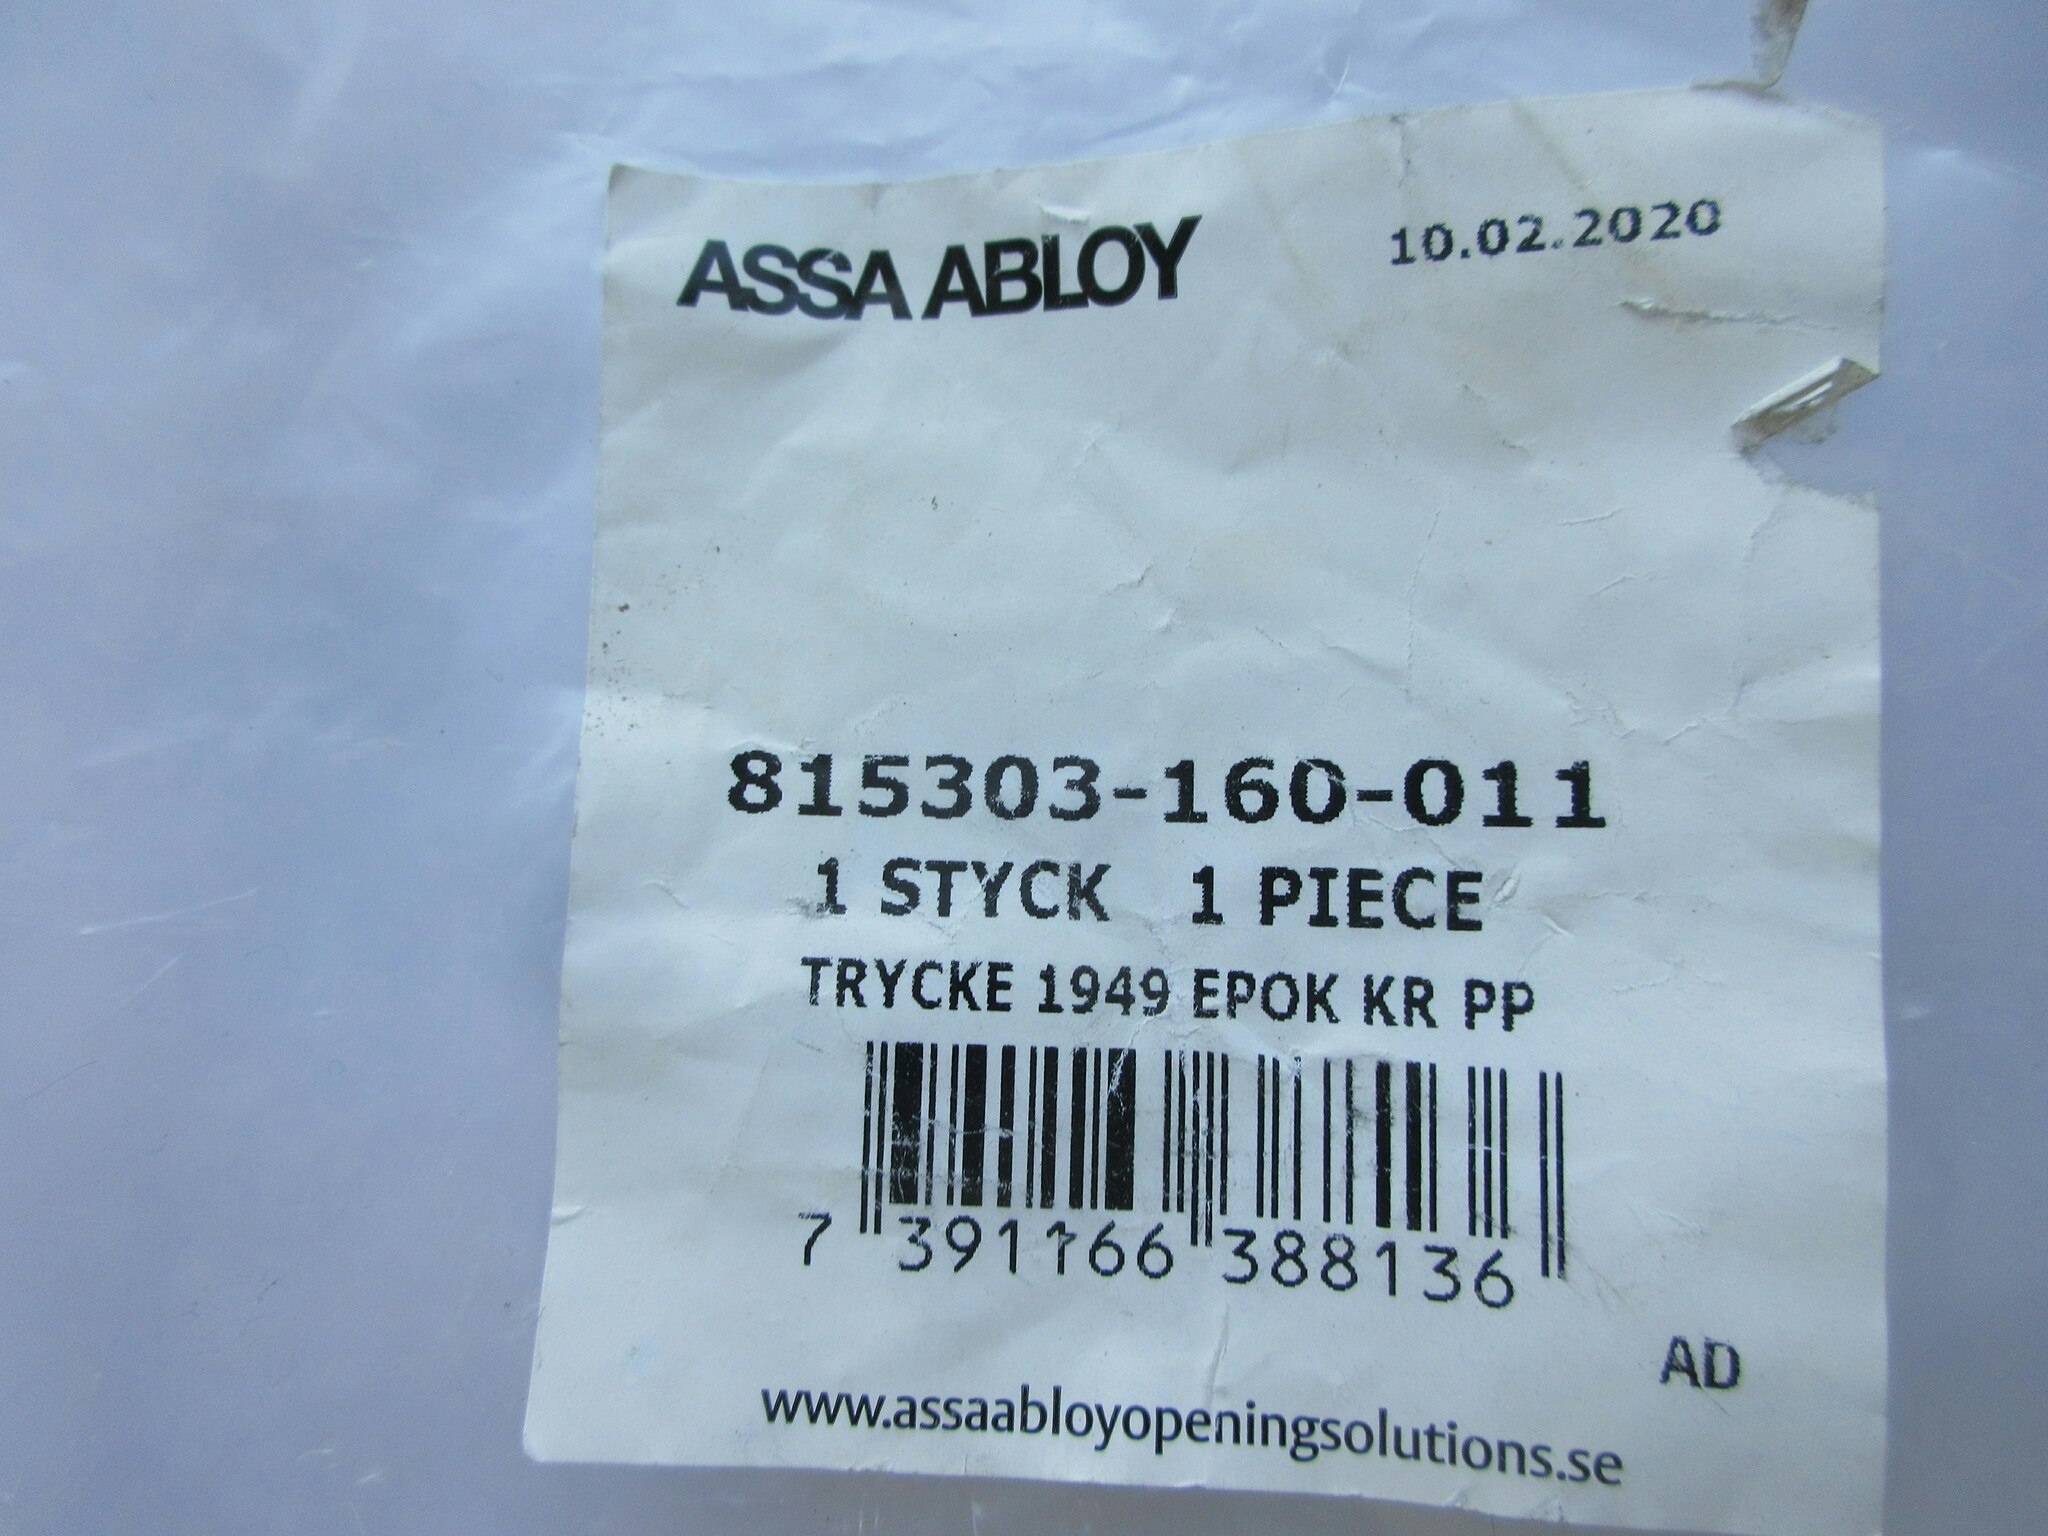 ASSA ABLOY 10.02.2020
815303-160-011
1 STYCK 1 PIECE
TRYCKE 1949 EPOK KR PP
7 391166 388136
AD
www.assaabloyopeningsolutions.se